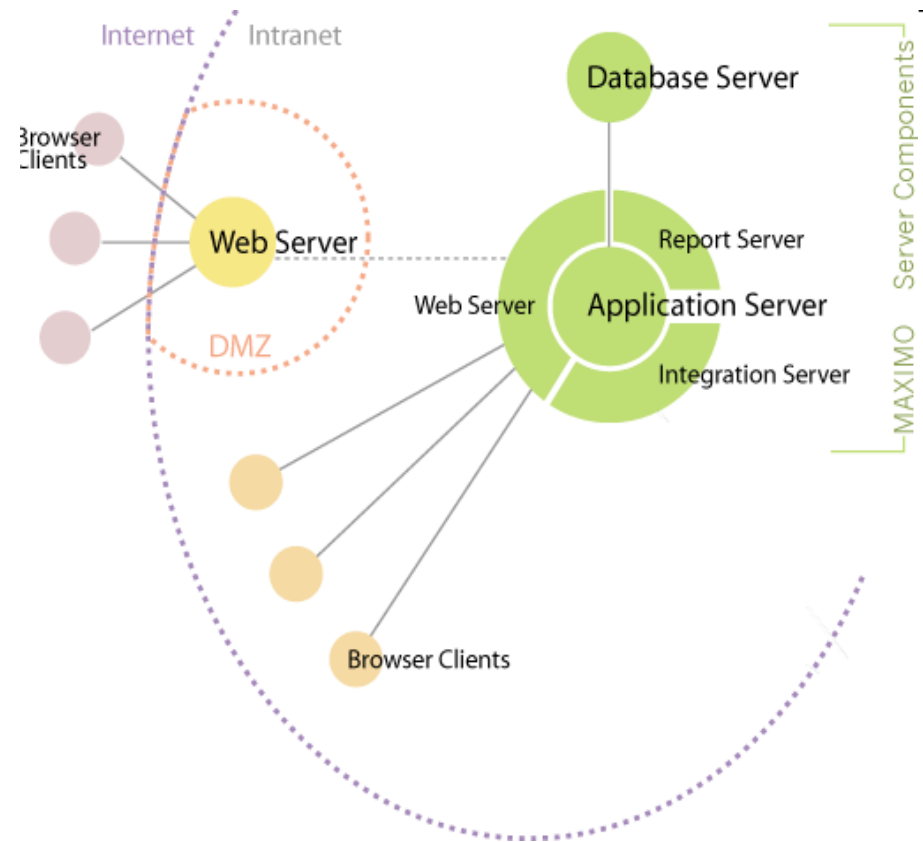 Internet
Intranet
Database Server
Browser
Clients
Web Server
Report Server
Web Server
Application Server
DMZ
Integration Server
Browser Clients
MAXIMO Server Components